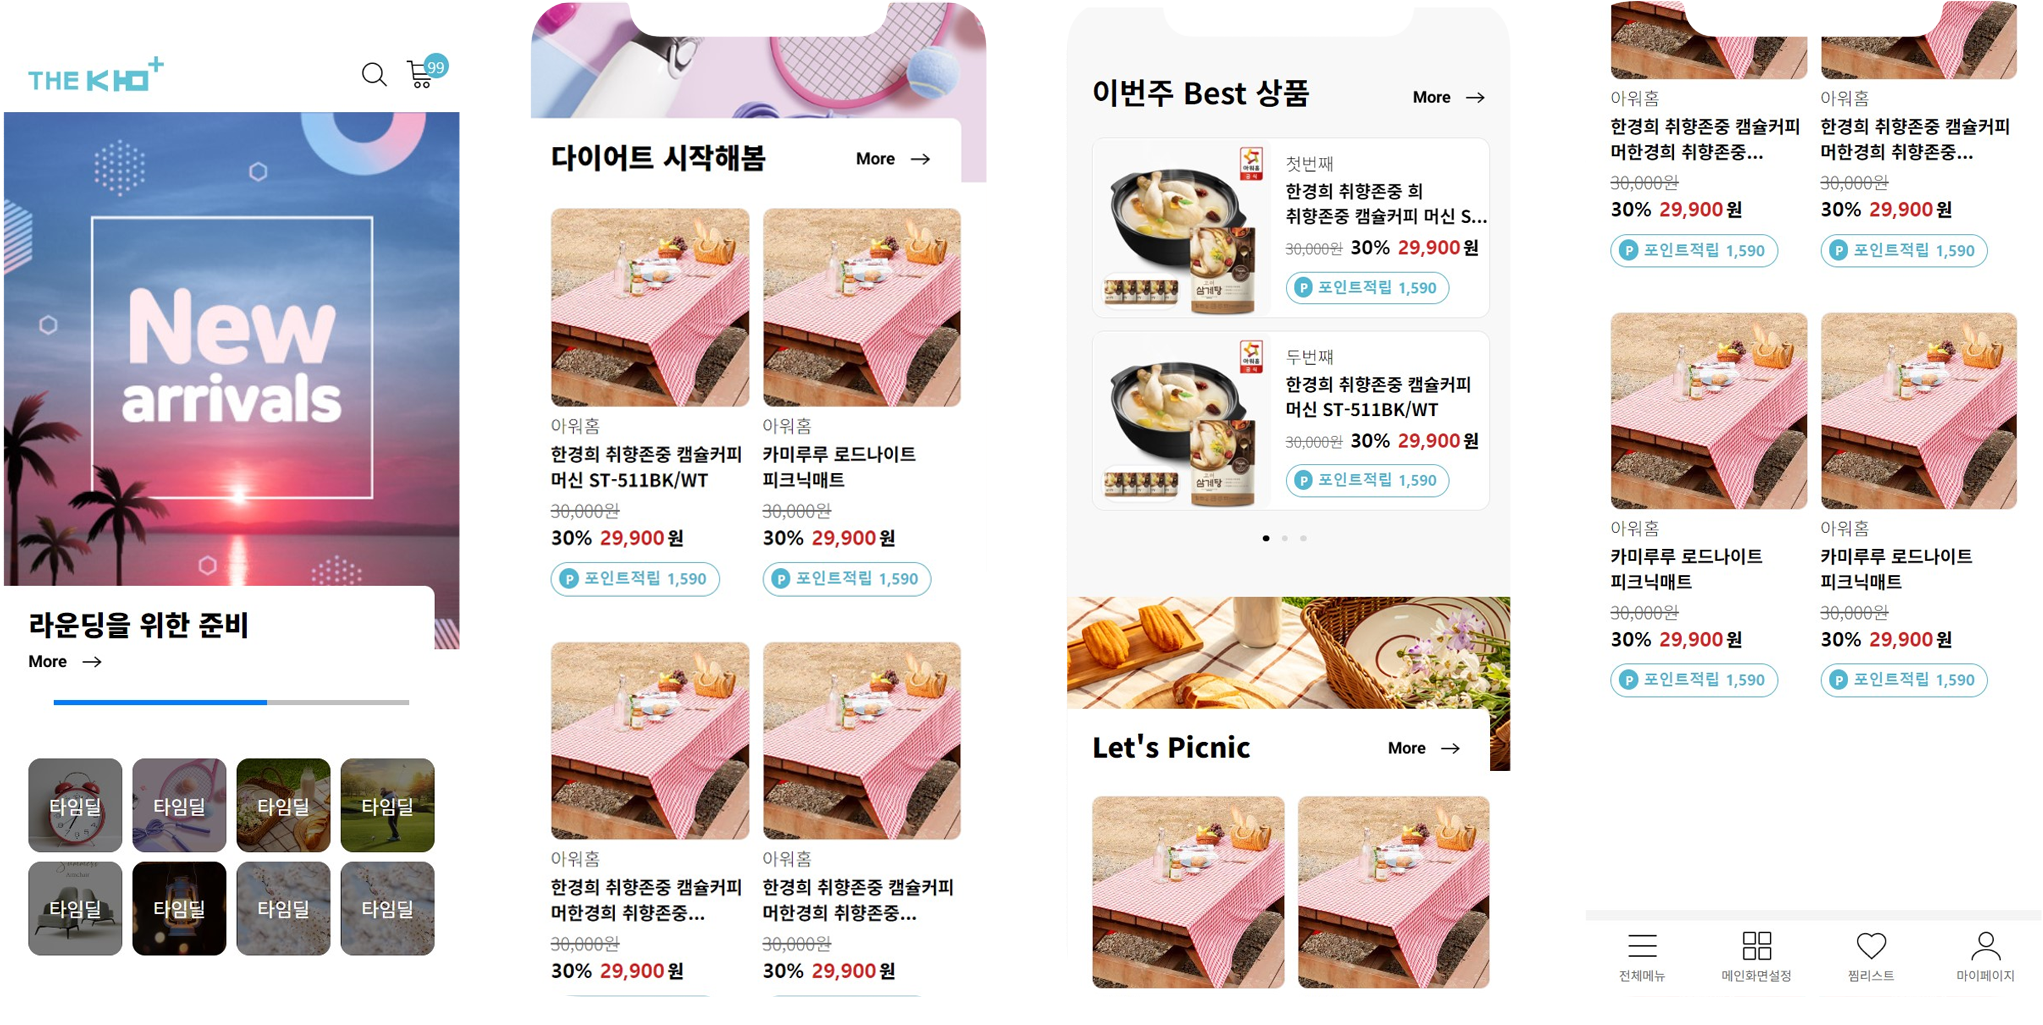 THE KHO+
99
New
arrivals
라운딩을 위한 준비
More
타임딜
타임딜
타임딜
타임딜
타임딜
타임딜
타임딜
타임딜
다이어트 시작해봄
More
아워홈
한경희 취향존중 캡슐커피
머신 ST-511BK/WT
30,000원
30% 29,900원
P 포인트적립 1,590
아워홈
카미루루 로드나이트
피크닉매트
30,000원
30% 29,900원
P 포인트적립 1,590
아워홈
한경희 취향존중 캡슐커피
머한경희 취향존중...
30,000원
30% 29,900원
아워홈
한경희 취향존중 캡슐커피
머한경희 취향존중...
30,000원
30% 29,900원
이번주 Best 상품
More
아워홈
공식
삼계탕
첫번째
한경희 취향존중 희
취향존중 캡슐커피 머신 S...
30,000원 30% 29,900원
P 포인트적립 1,590
아워홈
공식
삼계탕
두번쨰
한경희 취향존중 캡슐커피
머신 ST-511BK/WT
30,000원 30% 29,900원
P 포인트적립 1,590
Let's Picnic
More
아워홈
한경희 취향존중 캡슐커피
머한경희 취향존중...
30,000원
30% 29,900원
P 포인트적립 1,590
아워홈
한경희 취향존중 캡슐커피
머한경희 취향존중...
30,000원
30% 29,900원
P 포인트적립 1,590
아워홈
카미루루 로드나이트
피크닉매트
30,000원
30% 29,900원
P 포인트적립 1,590
아워홈
카미루루 로드나이트
피크닉매트
30,000원
30% 29,900원
P 포인트적립 1,590
전체메뉴
메인화면설정
찜리스트
마이페이지